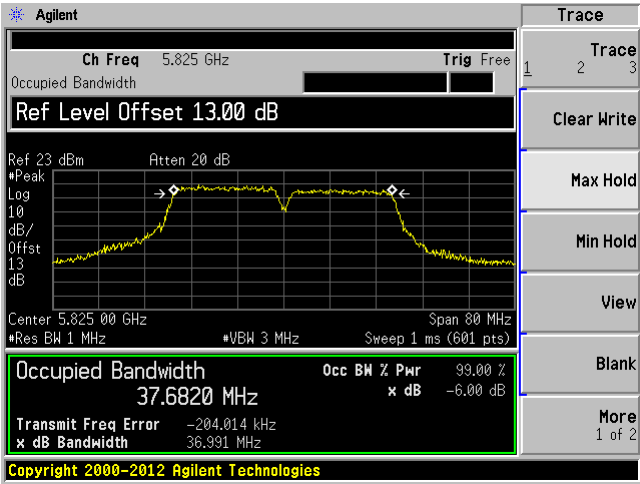 Agilent
Trace
Ch Freq 5.825 GHz Trig Free
Occupied Bandwidth
Ref Level Offset 13.00 dB
Ref 23 dBm Atten 20 dB
#Peak
Log
10
dB/
Offst
13
dB
Center 5.825 00 GHz Span 80 MHz
#Res BW 1 MHz #VBW 3 MHz Sweep 1 ms (601 pts)
Occupied Bandwidth
37.6820 MHz
Occ BW % Pwr 99.00 %
x dB -6.00 dB
Transmit Freq Error -204.014 kHz
x dB Bandwidth 36.991 MHz
Copyright 2000-2012 Agilent Technologies
Trace
1 2 3
Clear Write
Max Hold
Min Hold
View
Blank
More
1 of 2